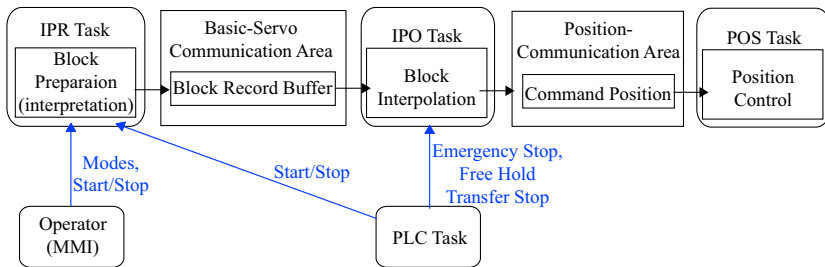 IPR Task
Block
Preparaion
(interpretation)
Basic-Servo
Communication Area
Block Record Buffer
IPO Task
Block
Interpolation
Position-
Communication Area
Command Position
POS Task
Position
Control
Modes,
Start/Stop
Start/Stop
Emergency Stop,
Free Hold
Transfer Stop
Operator
(MMI)
PLC Task